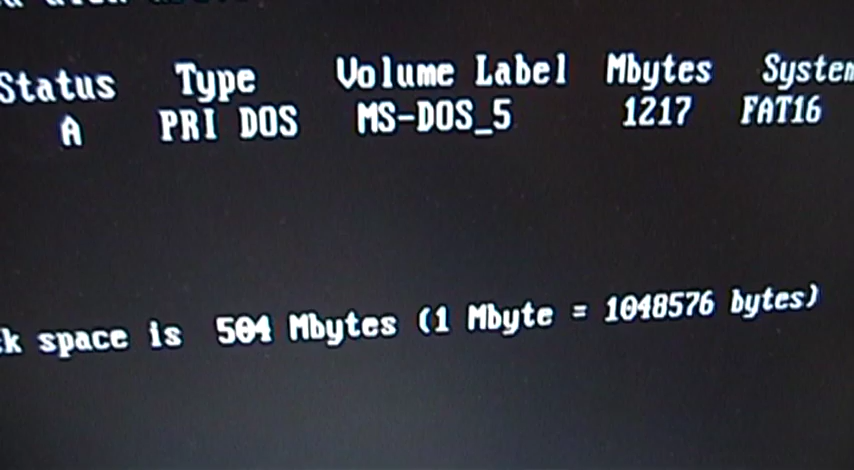 Status Type Volume Label Mbytes System
A PRI DOS MS-DOS_5 1217 FAT16
space is 504 Mbytes (1 Mbyte = 1048576 bytes)